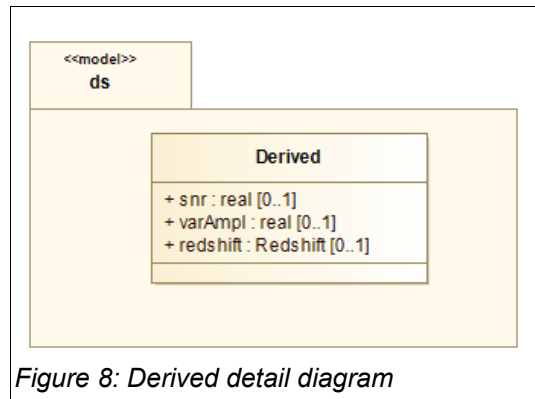 <<model>>
ds
Derived
+ snr : real [0..1]
+ varAmpl : real [0..1]
+ redshift : Redshift [0..1]
Figure 8: Derived detail diagram